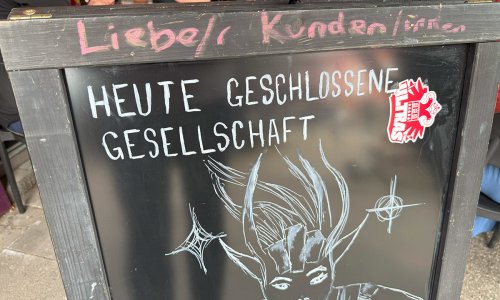 Liebe/r Kunden/innen
HEUTE GESCHLOSSENE
GESELLSCHAFT
ULTRAS